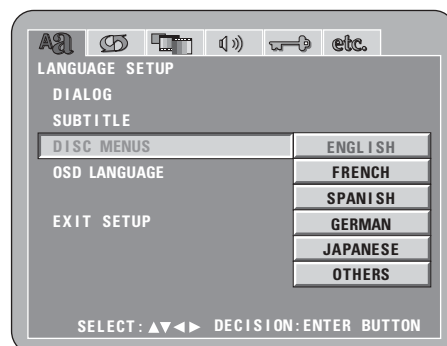 Aa etc.
LANGUAGE SETUP
DIALOG
SUBTITLE
DISC MENUS ENGLISH
OSD LANGUAGE FRENCH
SPANISH
EXIT SETUP GERMAN
JAPANESE
OTHERS
SELECT:▲▼◄► DECISION:ENTER BUTTON